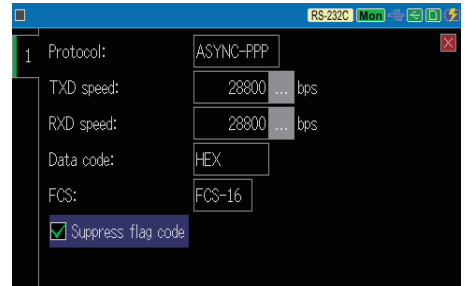 RS-232C Mon
1 Protocol: ASYNC-PPP
TXD speed: 28800 ... bps
RXD speed: 28800 ... bps
Data code: HEX
FCS: FCS-16
Suppress flag code